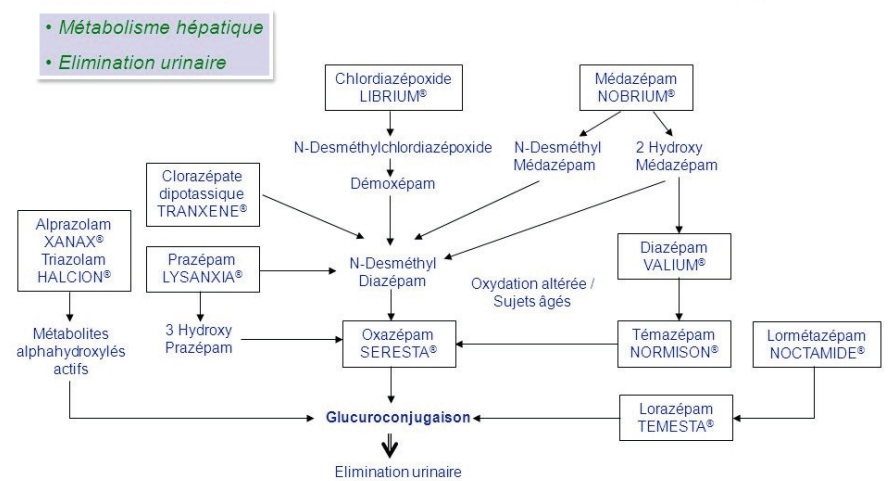 • Métabolisme hépatique
• Elimination urinaire
Chlordiazépoxide
LIBRIUM®
Médazépam
NOBRIUM®
N-Desméthylchlordiazépoxide
N-Desméthyl
Médazépam
2 Hydroxy
Médazépam
Démoxépam
Clorazépate
dipotassique
TRANXENE®
Alprazolam
XANAX®
Triazolam
HALCION®
Prazépam
LYSANXIA®
N-Desméthyl
Diazépam
Oxydation altérée /
Sujets âgés
Diazépam
VALIUM®
Métabolites
alphahydroxylés
actifs
3 Hydroxy
Prazépam
Oxazépam
SERESTA®
Témazépam
NORMISON®
Lormétazépam
NOCTAMIDE®
Glucuroconjugaison
Lorazépam
TEMESTA®
Elimination urinaire